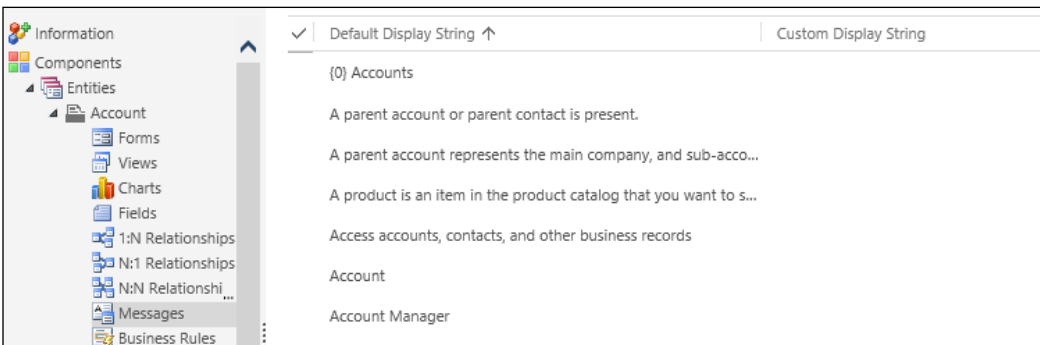 Information
Components
Entities
Account
Forms
Views
Charts
Fields
1:N Relationships
N:1 Relationships
N:N Relationshi...
Messages
Business Rules
Default Display String Custom Display String
{0} Accounts
A parent account or parent contact is present.
A parent account represents the main company, and sub-acco...
A product is an item in the product catalog that you want to s...
Access accounts, contacts, and other business records
Account
Account Manager